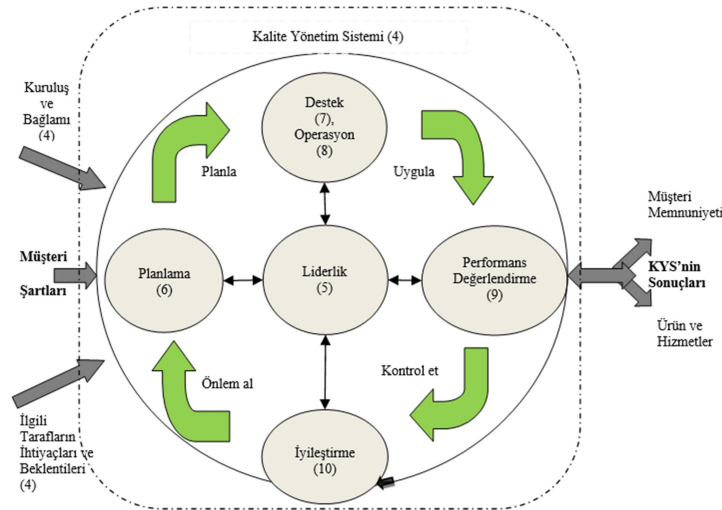 Kalite Yönetim Sistemi (4)
Kuruluş
ve
Bağlamı
(4)
Destek
(7),
Operasyon
(8)
Planla
Uygula
Müşteri
Memnuniyeti
Müşteri
Şartları
Planlama
(6)
Liderlik
(5)
Performans
Değerlendirme
(9)
KYS’nin
Sonuçları
Ürün ve
Hizmetler
Önlem al
Kontrol et
İlgili
Tarafların
İhtiyaçları ve
Beklentileri
(4)
İyileştirme
(10)